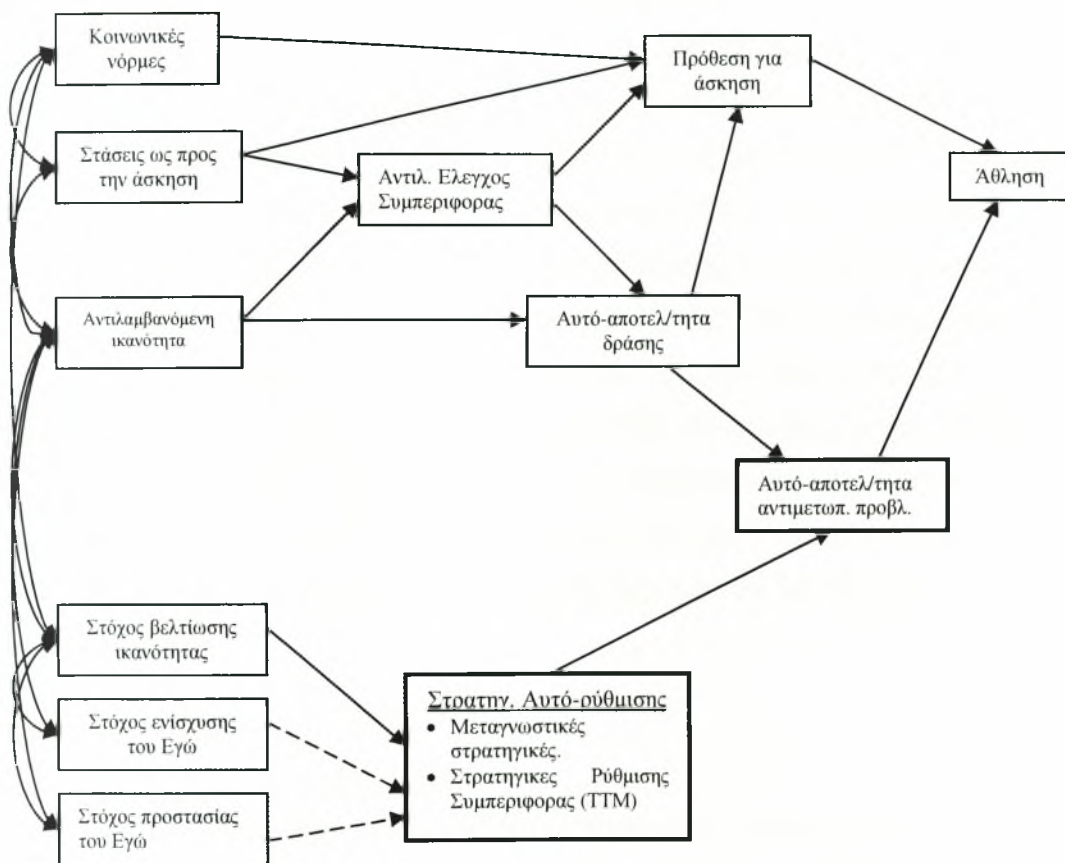 Κοινωνικές
νόρμες
Πρόθεση για
άσκηση
Στάσεις ως προς
την άσκηση
Αντιλ. Ελεγχος
Συμπεριφορας
Άθληση
Αντιλαμβανόμενη
ικανότητα
Αυτό-αποτελ/τητα
δράσης
Αυτό-αποτελ/τητα
αντιμετωπ. προβλ.
Στόχος βελτίωσης
ικανότητας
Στρατην. Αυτό-ρύθμισης
• Μεταγνωστικές
στρατηγικές.
• Στρατηγικες Ρύθμισης
Συμπεριφορας (ΤΤΜ)
Στόχος ενίσχυσης
του Εγώ
Στόχος προστασίας
του Εγώ